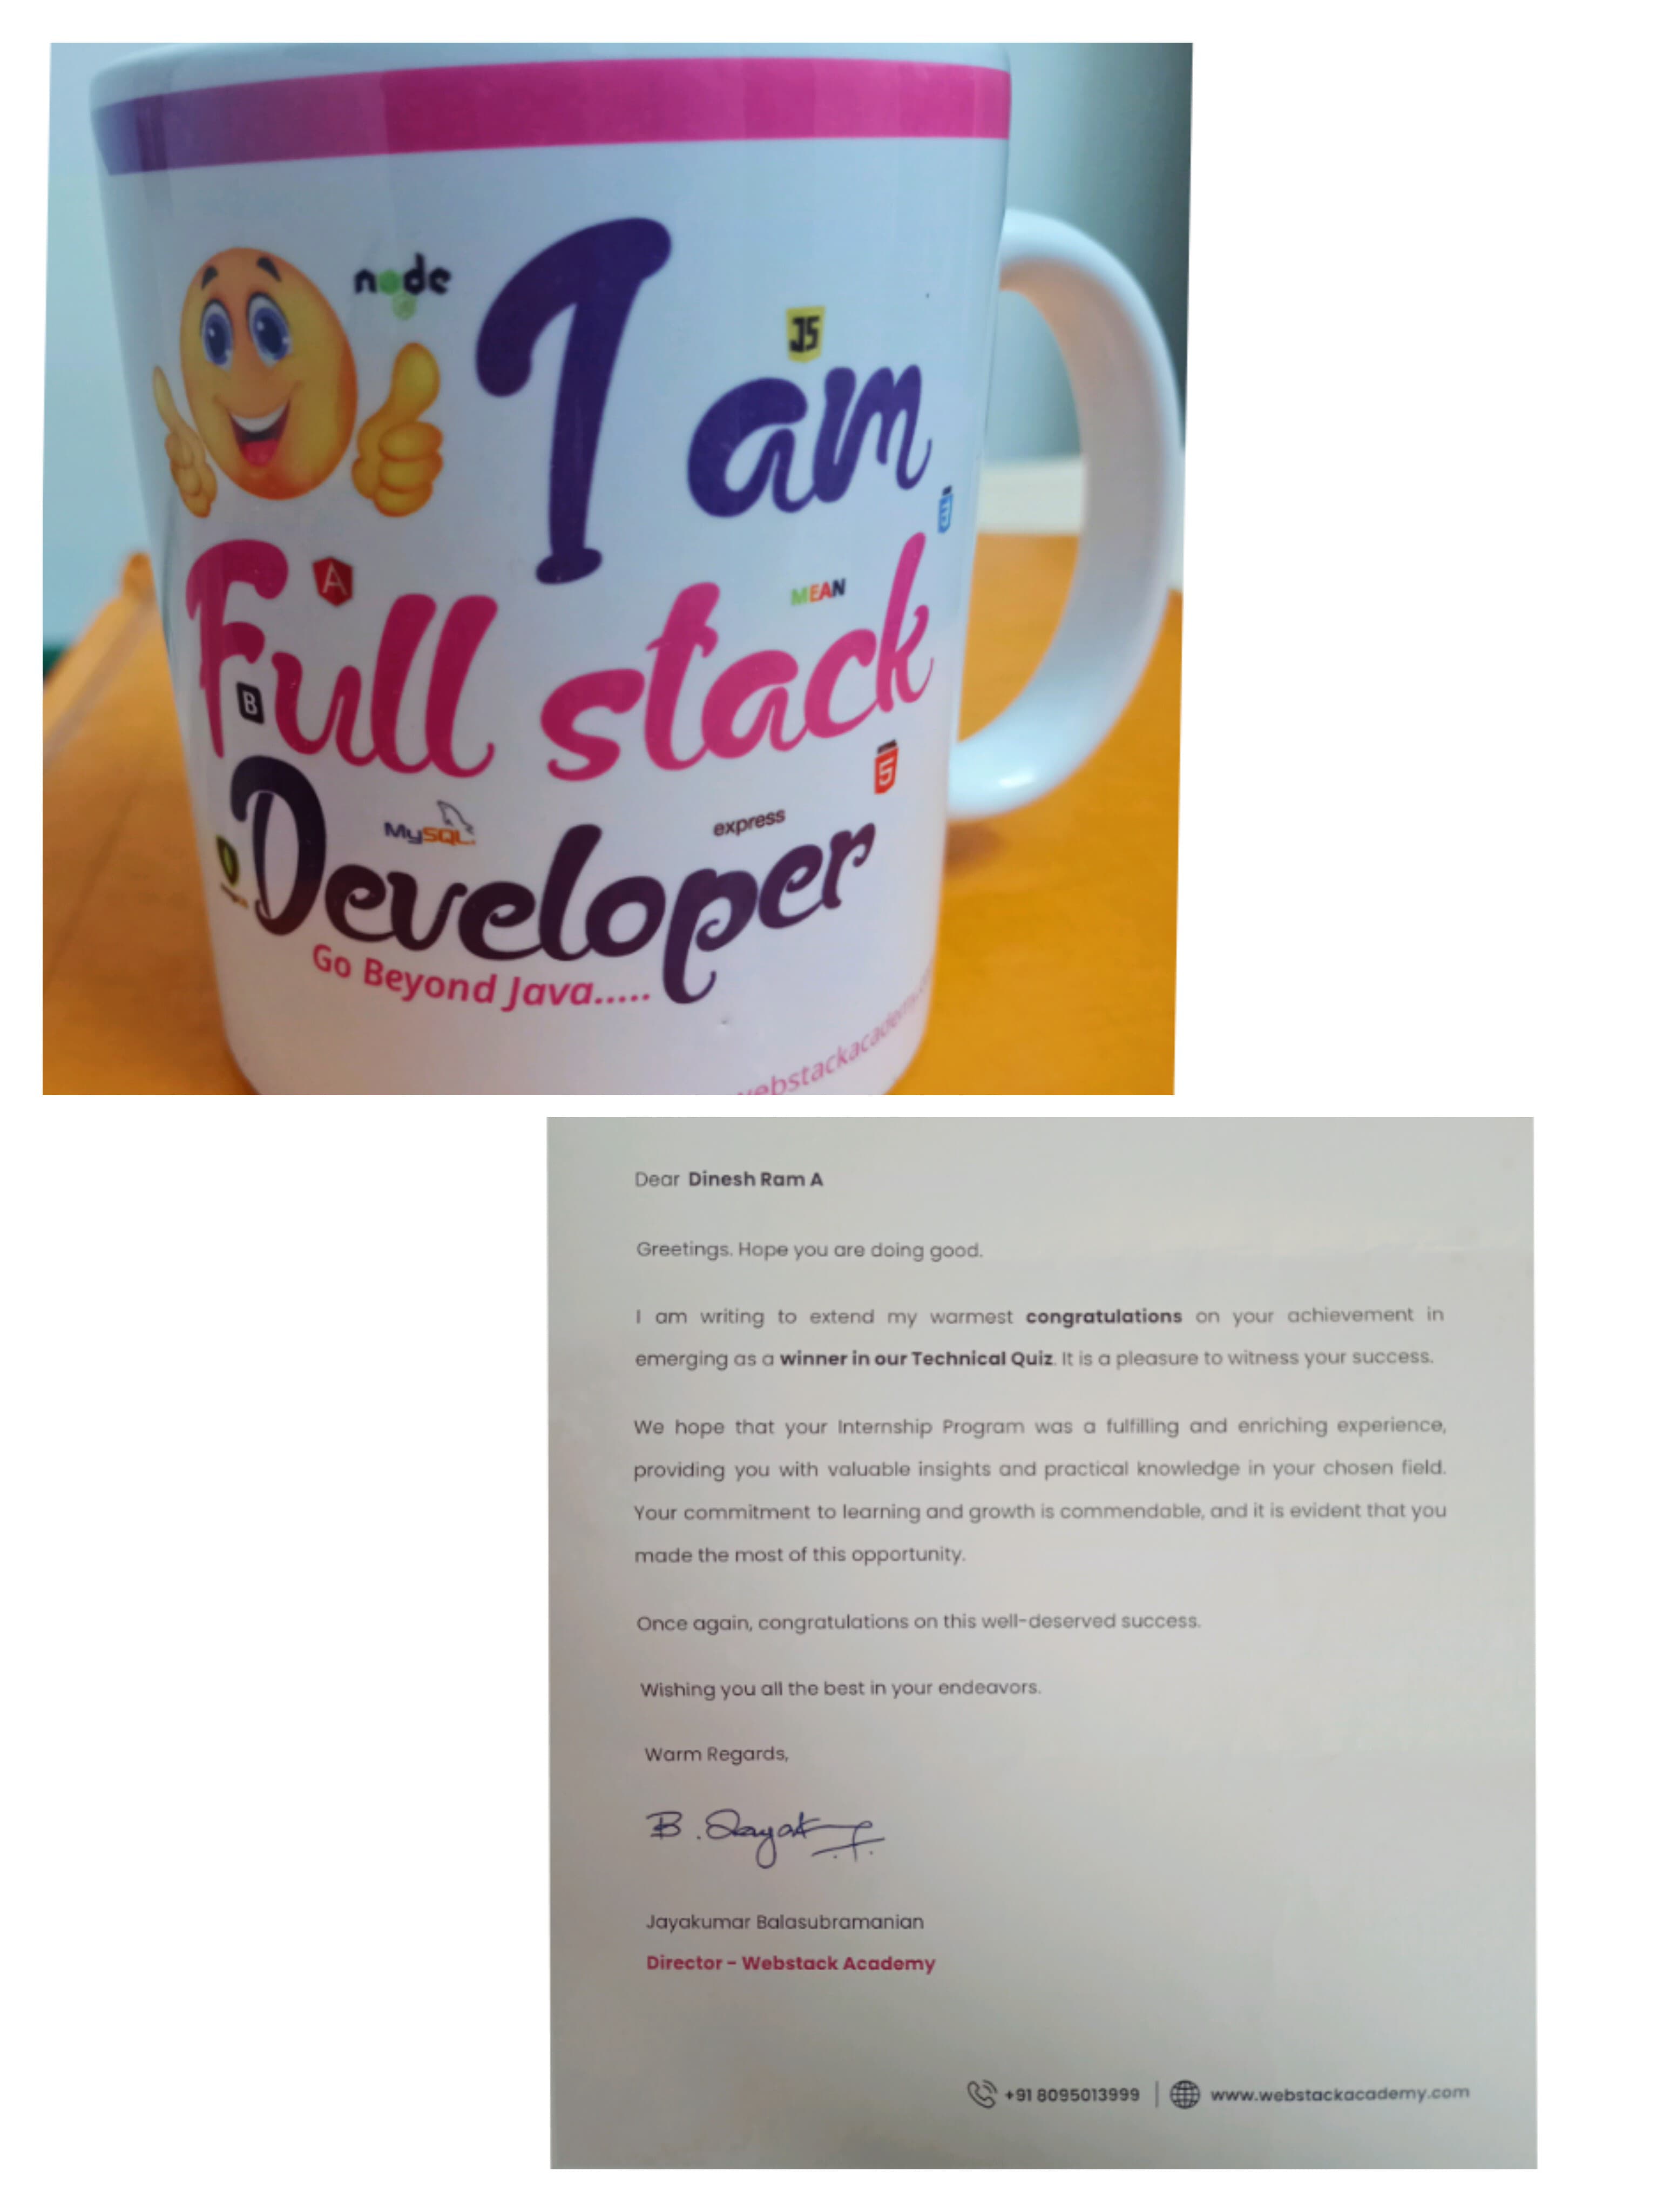 node
I am
JS
Full stack
A
MEAN
B
5
Developer
MySQL
express
Go Beyond Java.....
Dear Dinesh Ram A
Greetings. Hope you are doing good.
I am writing to extend my warmest congratulations on your achievement in
emerging as a winner in our Technical Quiz. It is a pleasure to witness your success.
We hope that your Internship Program was a fulfilling and enriching experience,
providing you with valuable insights and practical knowledge in your chosen field.
Your commitment to learning and growth is commendable, and it is evident that you
made the most of this opportunity.
Once again, congratulations on this well-deserved success.
Wishing you all the best in your endeavors.
Warm Regards,
Jayakumar Balasubramanian
Director - Webstack Academy
+91 8095013999 | www.webstackacademy.com